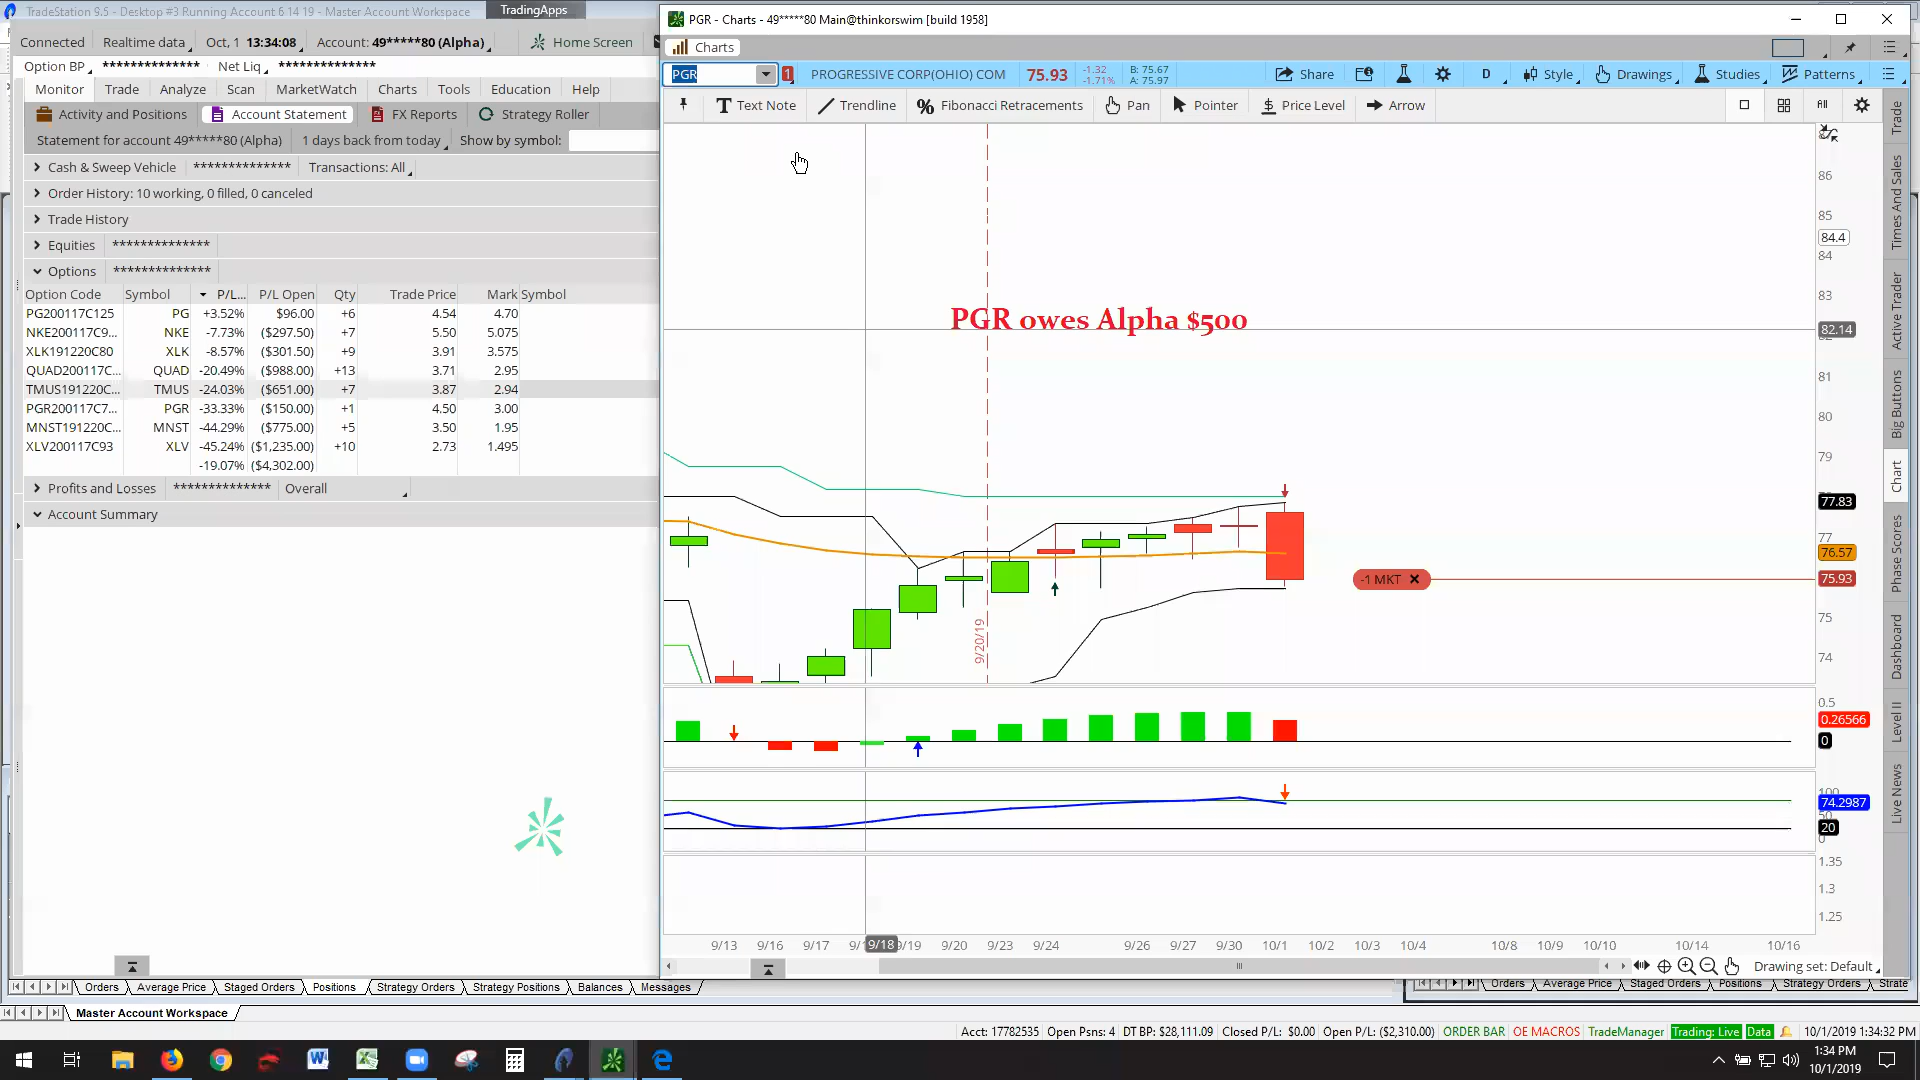 TradeStation 9.5 - Desktop #3 Running Account 6 14 19 - Master Account Workspace
TradingApps
Connected Realtime data Oct, 1 13:34:08 Account: 49*****80 (Alpha) Home Screen
Option BP ************** Net Liq **************
Monitor Trade Analyze Scan MarketWatch Charts Tools Education Help
Activity and Positions Account Statement FX Reports Strategy Roller
Statement for account 49*****80 (Alpha) 1 days back from today Show by symbol:
Cash & Sweep Vehicle ************** Transactions: All
Order History: 10 working, 0 filled, 0 canceled
Trade History
Equities **************
Options **************
Option Code Symbol P/L... P/L Open Qty Trade Price Mark Symbol
PG200117C125 PG +3.52% $96.00 +6 4.54 4.70
NKE200117C9... NKE -7.73% ($297.50) +7 5.50 5.075
XLK191220C80 XLK -8.57% ($301.50) +9 3.91 3.575
QUAD200117C... QUAD -20.49% ($988.00) +13 3.71 2.95
TMUS191220C... TMUS -24.03% ($651.00) +7 3.87 2.94
PGR200117C7... PGR -33.33% ($150.00) +1 4.50 3.00
MNST191220C... MNST -44.29% ($775.00) +5 3.50 1.95
XLV200117C93 XLV -45.24% ($1,235.00) +10 2.73 1.495
-19.07% ($4,302.00)
Profits and Losses ************** Overall
Account Summary
PGR - Charts - 49*****80 Main@thinkorswim [build 1958]
Charts
PGR 1 PROGRESSIVE CORP(OHIO) COM 75.93 -1.32 -1.71% B: 75.67 A: 75.97 Share D Style Drawings Studies Patterns
Text Note Trendline % Fibonacci Retracements Pan Pointer $ Price Level Arrow All
PGR owes Alpha $500
9/20/19
-1 MKT
86
85
84.4
84
83
82.14
81
80
79
77.83
77
76.57
75.93
75
74
0.5
0.26566
0
100
74.2987
20
0
1.35
1.3
1.25
9/13 9/16 9/17 9/18 9/19 9/20 9/23 9/24 9/26 9/27 9/30 10/1 10/2 10/3 10/4 10/8 10/9 10/10 10/14 10/16
Drawing set: Default
Trade
Times And Sales
Active Trader
Big Buttons
Chart
Phase Scores
Dashboard
Level II
Live News
Orders Average Price Staged Orders Positions Strategy Orders Strategy Positions Balances Messages
Orders Average Price Staged Orders Positions Strategy Orders Strate
Master Account Workspace
Acct: 17782535 Open Psns: 4 DT BP: $28,111.09 Closed P/L: $0.00 Open P/L: ($2,310.00) ORDER BAR OE MACROS TradeManager Trading: Live Data 10/1/2019 1:34:32 PM
1:34 PM
10/1/2019